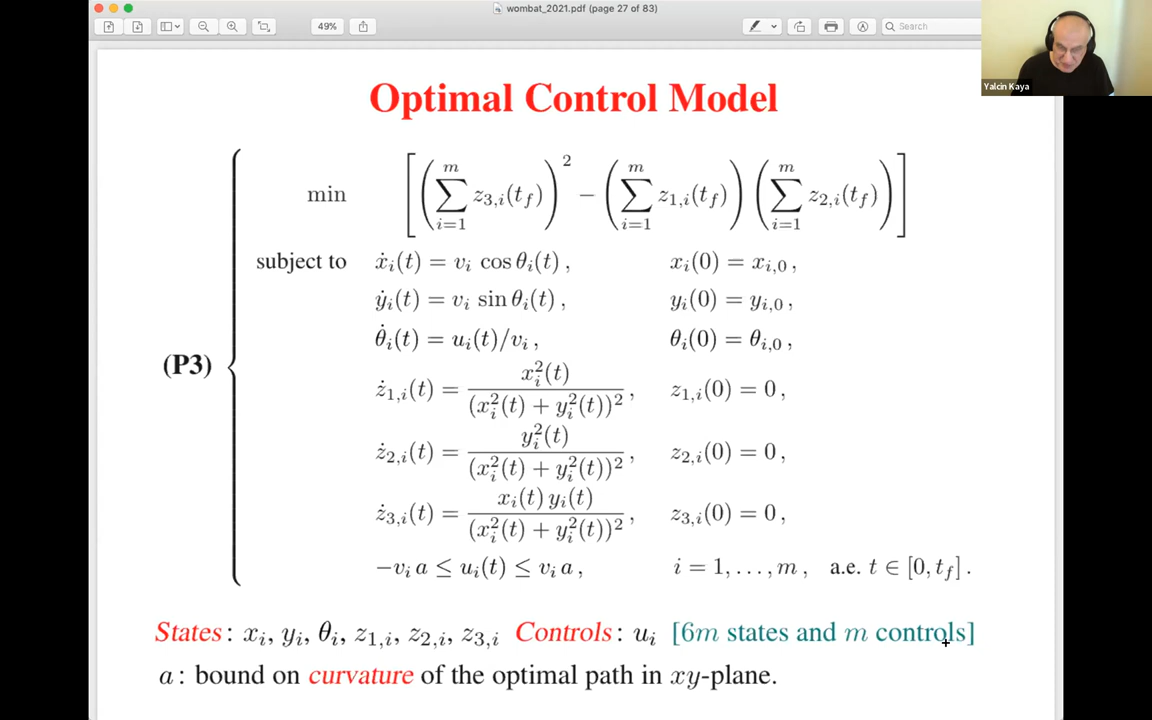 wombat_2021.pdf (page 27 of 83)
49%
Search
Yalcin Kaya
Optimal Control Model
(P3)
min [(∑_{i=1}^{m} z_{3,i}(t_f))^2 − (∑_{i=1}^{m} z_{1,i}(t_f)) (∑_{i=1}^{m} z_{2,i}(t_f))]
subject to ẋ_i(t) = v_i cos θ_i(t) , x_i(0) = x_{i,0} ,
ẏ_i(t) = v_i sin θ_i(t) , y_i(0) = y_{i,0} ,
θ̇_i(t) = u_i(t)/v_i , θ_i(0) = θ_{i,0} ,
ż_{1,i}(t) = x_i^2(t) / (x_i^2(t) + y_i^2(t))^2 , z_{1,i}(0) = 0 ,
ż_{2,i}(t) = y_i^2(t) / (x_i^2(t) + y_i^2(t))^2 , z_{2,i}(0) = 0 ,
ż_{3,i}(t) = x_i(t) y_i(t) / (x_i^2(t) + y_i^2(t))^2 , z_{3,i}(0) = 0 ,
−v_i a ≤ u_i(t) ≤ v_i a , i = 1, . . . , m , a.e. t ∈ [0, t_f] .
States : x_i, y_i, θ_i, z_{1,i}, z_{2,i}, z_{3,i} Controls : u_i [6m states and m controls]
a : bound on curvature of the optimal path in xy-plane.